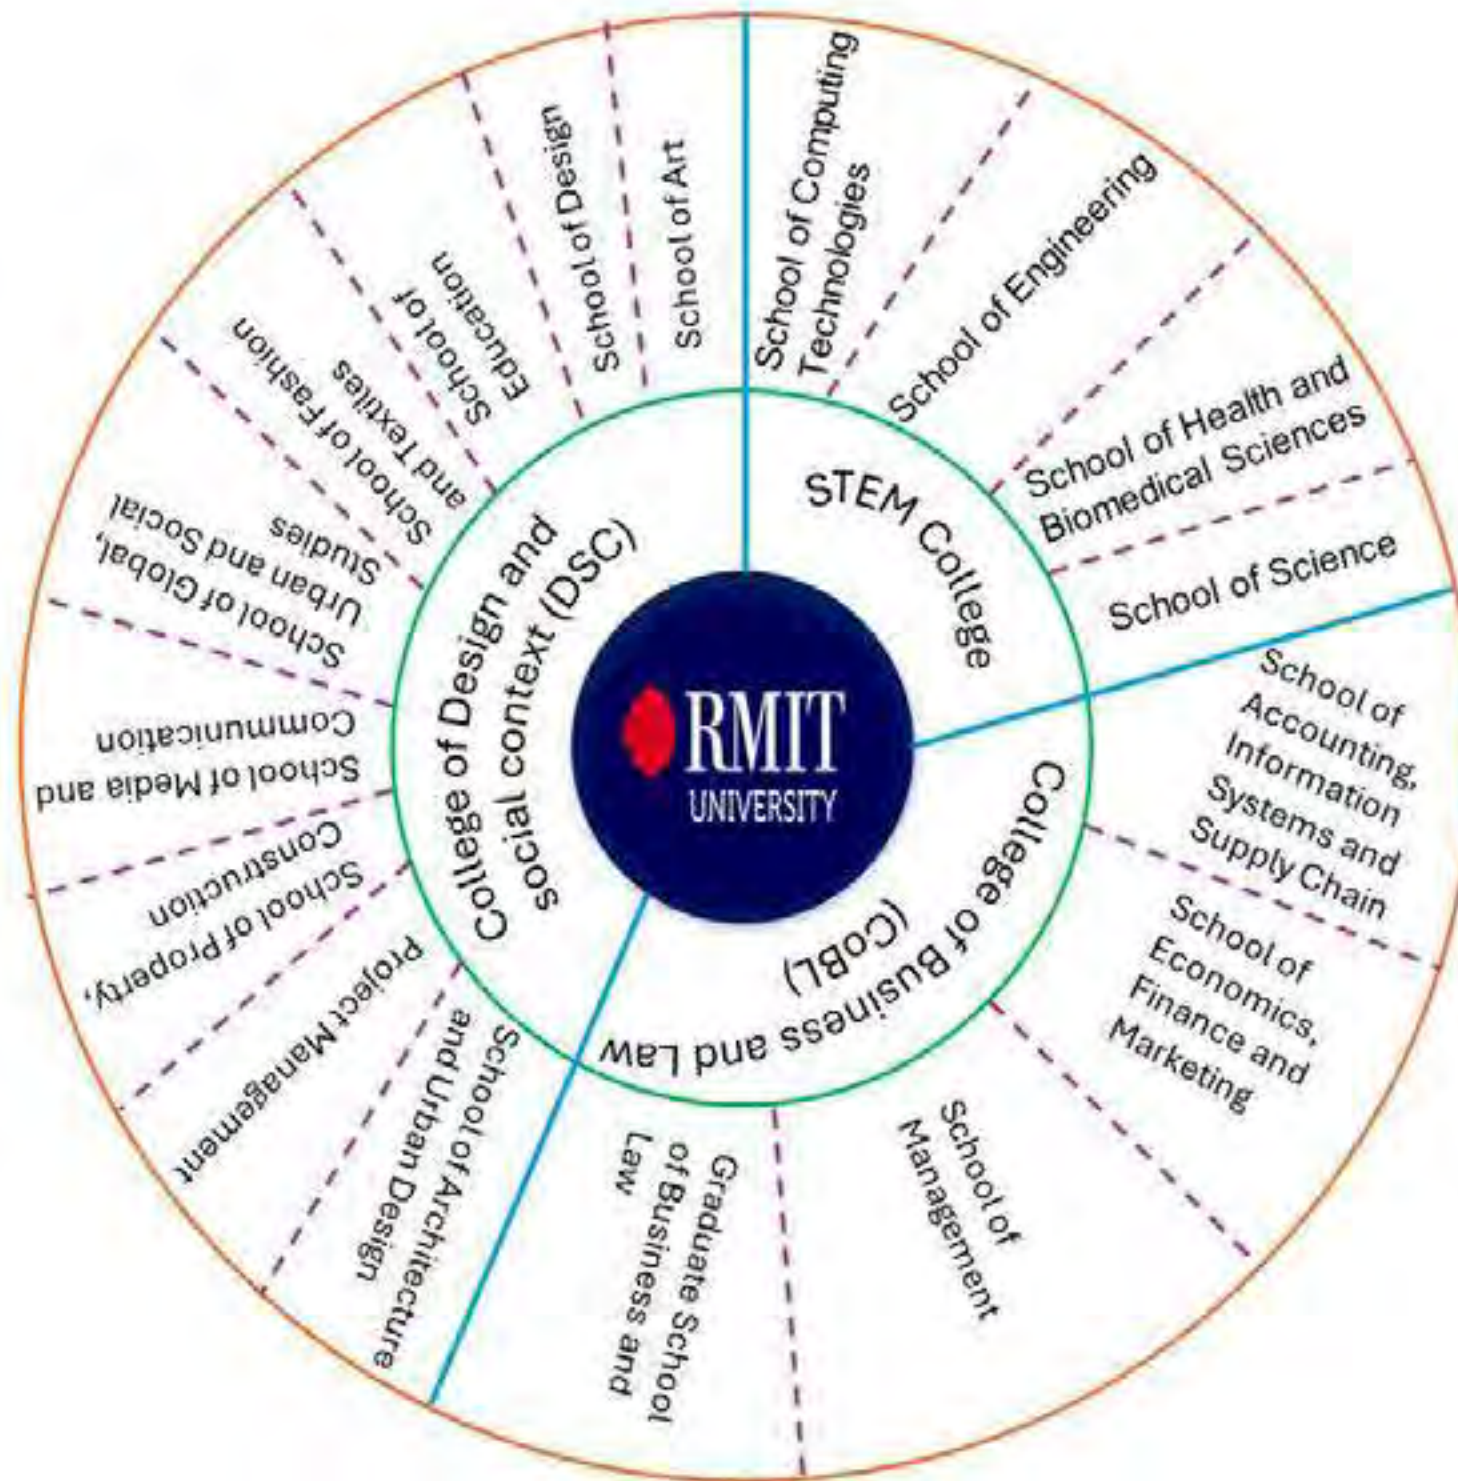 RMIT
UNIVERSITY
STEM College
School of Computing
Technologies
School of Engineering
School of Health and
Biomedical Sciences
School of Science
College of Business and Law
(CoBL)
School of
Accounting,
Information
Systems and
Supply Chain
School of
Economics,
Finance and
Marketing
School of
Management
Graduate School
of Business and
Law
College of Design and
social context (DSC)
School of Architecture
and Urban Design
Project Management
School of Property,
Construction
School of Media and
Communication
School of Global,
Urban and Social
Studies
School of Fashion
and Textiles
School of
Education
School of Design
School of Art